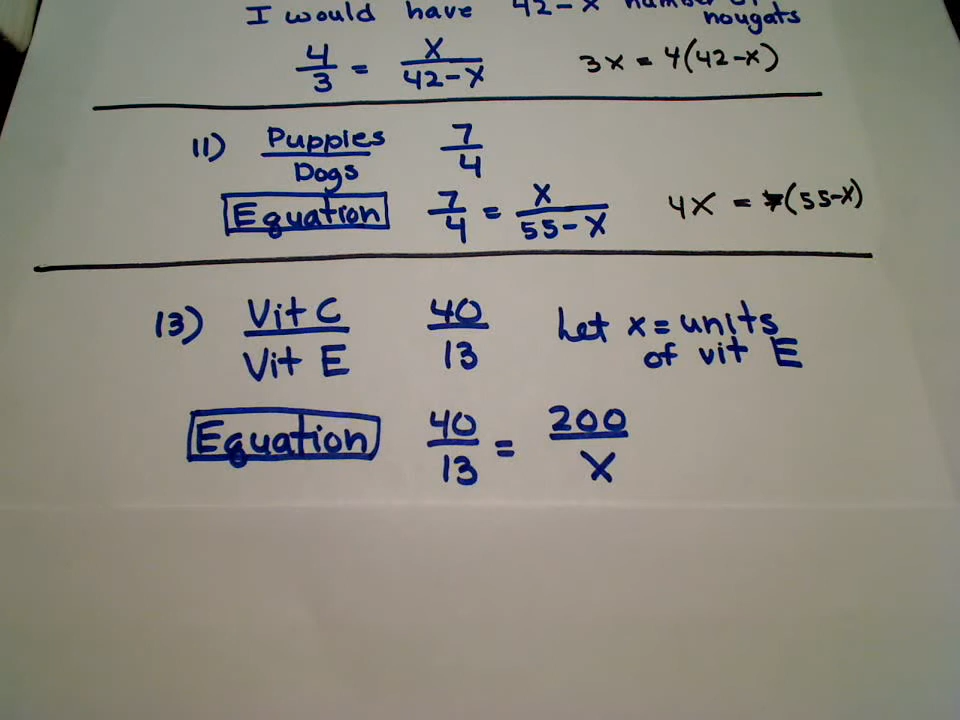 I would have 42-x number of
nougats
4/3 = x/(42-x)    3x = 4(42-x)
11) Puppies/Dogs    7/4
Equation    7/4 = x/(55-x)    4x = 7(55-x)
13) Vit C/Vit E    40/13    Let x = units
of vit E
Equation    40/13 = 200/x